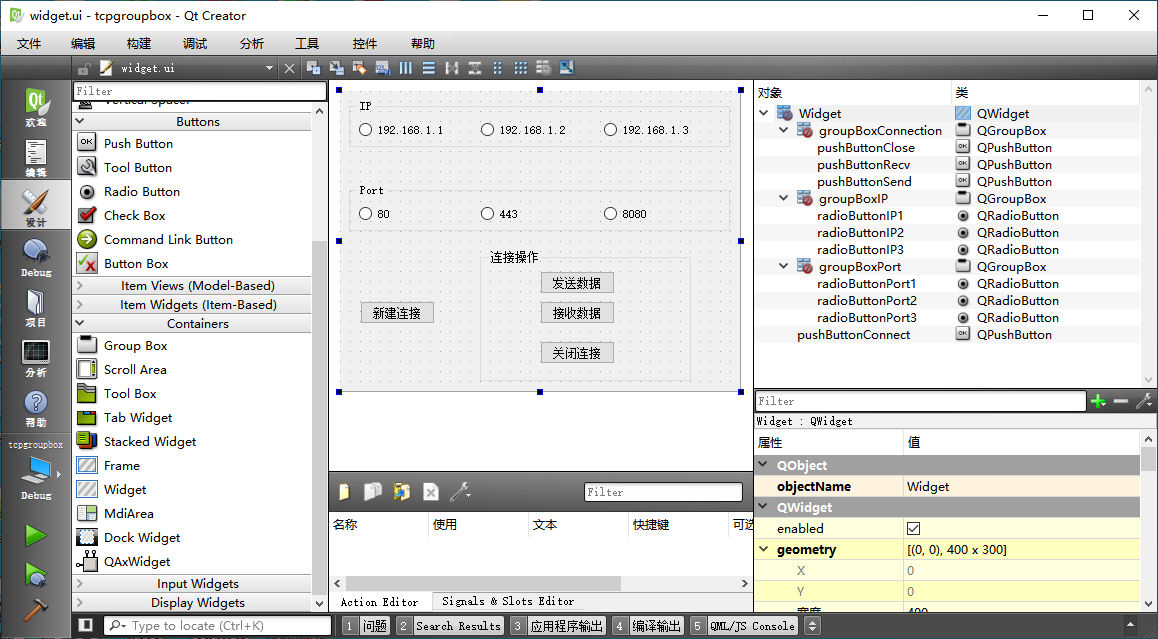 widget.ui - tcpgroupbox - Qt Creator
文件 编辑 构建 调试 分析 工具 控件 帮助
widget.ui
欢迎
编辑
设计
Debug
项目
分析
帮助
tcpgroupbox
Debug
Filter
Vertical Spacer
Buttons
Push Button
Tool Button
Radio Button
Check Box
Command Link Button
Button Box
Item Views (Model-Based)
Item Widgets (Item-Based)
Containers
Group Box
Scroll Area
Tool Box
Tab Widget
Stacked Widget
Frame
Widget
MdiArea
Dock Widget
QAxWidget
Input Widgets
Display Widgets
IP
192.168.1.1 192.168.1.2 192.168.1.3
Port
80 443 8080
连接操作
发送数据
新建连接 接收数据
关闭连接
Filter
名称 使用 文本 快捷键 可选
Action Editor Signals & Slots Editor
对象 类
Widget QWidget
groupBoxConnection QGroupBox
pushButtonClose QPushButton
pushButtonRecv QPushButton
pushButtonSend QPushButton
groupBoxIP QGroupBox
radioButtonIP1 QRadioButton
radioButtonIP2 QRadioButton
radioButtonIP3 QRadioButton
groupBoxPort QGroupBox
radioButtonPort1 QRadioButton
radioButtonPort2 QRadioButton
radioButtonPort3 QRadioButton
pushButtonConnect QPushButton
Filter
Widget : QWidget
属性 值
QObject
objectName Widget
QWidget
enabled
geometry [(0, 0), 400 x 300]
X 0
Y 0
宽度 400
Type to locate (Ctrl+K) 1 问题 2 Search Results 3 应用程序输出 4 编译输出 5 QML/JS Console